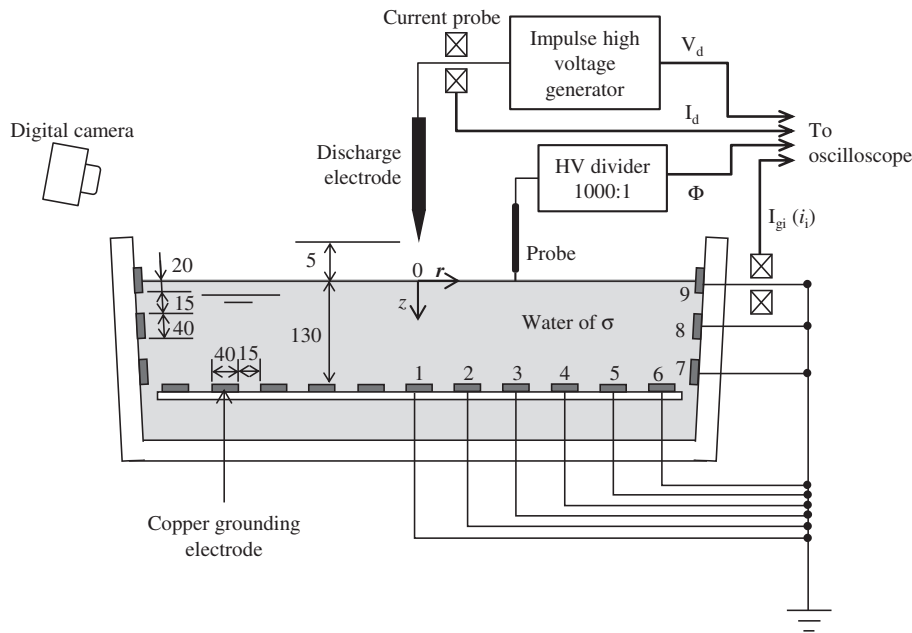 Current probe
Impulse high
voltage
generator
V_d
I_d
To
oscilloscope
Digital camera
Discharge
electrode
HV divider
1000:1
Φ
I_gi (i_i)
Probe
5
0
r
z
20
15
40
130
Water of σ
9
8
7
40
15
1
2
3
4
5
6
Copper grounding
electrode